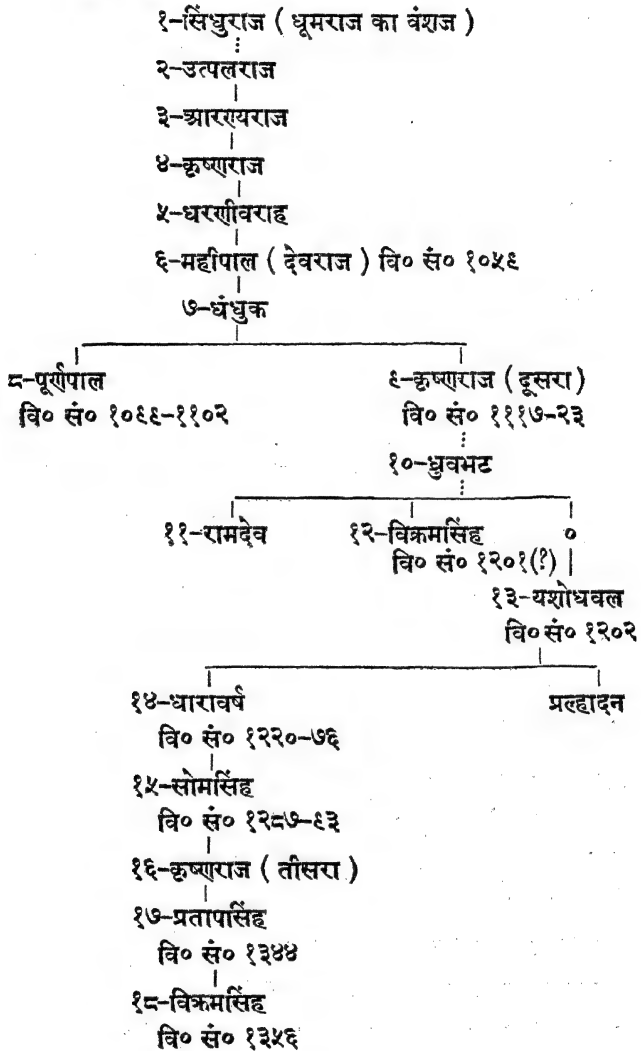 १-सिंधुराज ( धूमराज का वंशज )
२-उत्पलराज
३-आरण्यराज
४-कृष्णराज
५-धरणीवराह
६-महीपाल ( देवराज ) वि० सं० १०५९
७-धंधुक
८-पूर्णपाल ९-कृष्णराज ( दूसरा )
वि० सं० १०९९-११०२ वि० सं० १११७-२३
१०-ध्रुवभट
११-रामदेव १२-विक्रमसिंह ०
वि० सं० १२०१(?)
१३-यशोधवल
वि० सं० १२०२
१४-धारावर्ष प्रल्हादन
वि० सं० १२२०-७६
१५-सोमसिंह
वि० सं० १२८७-९३
१६-कृष्णराज ( तीसरा )
१७-प्रतापसिंह
वि० सं० १३४४
१८-विक्रमसिंह
वि० सं० १३५६